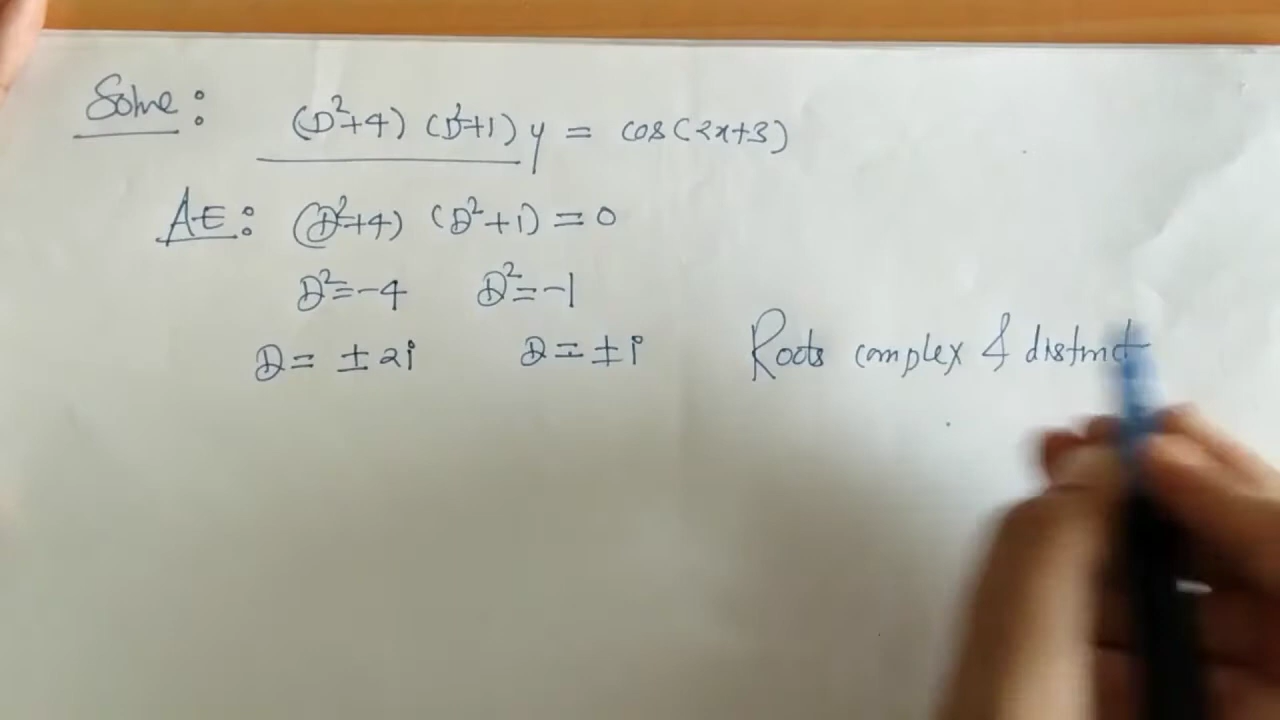 Solve:
(D²+4) (D²+1) y = cos(2x+3)
AE: (D²+4) (D²+1) = 0
D²=-4 D²=-1
D= ±2i D=±i Roots complex & distinct